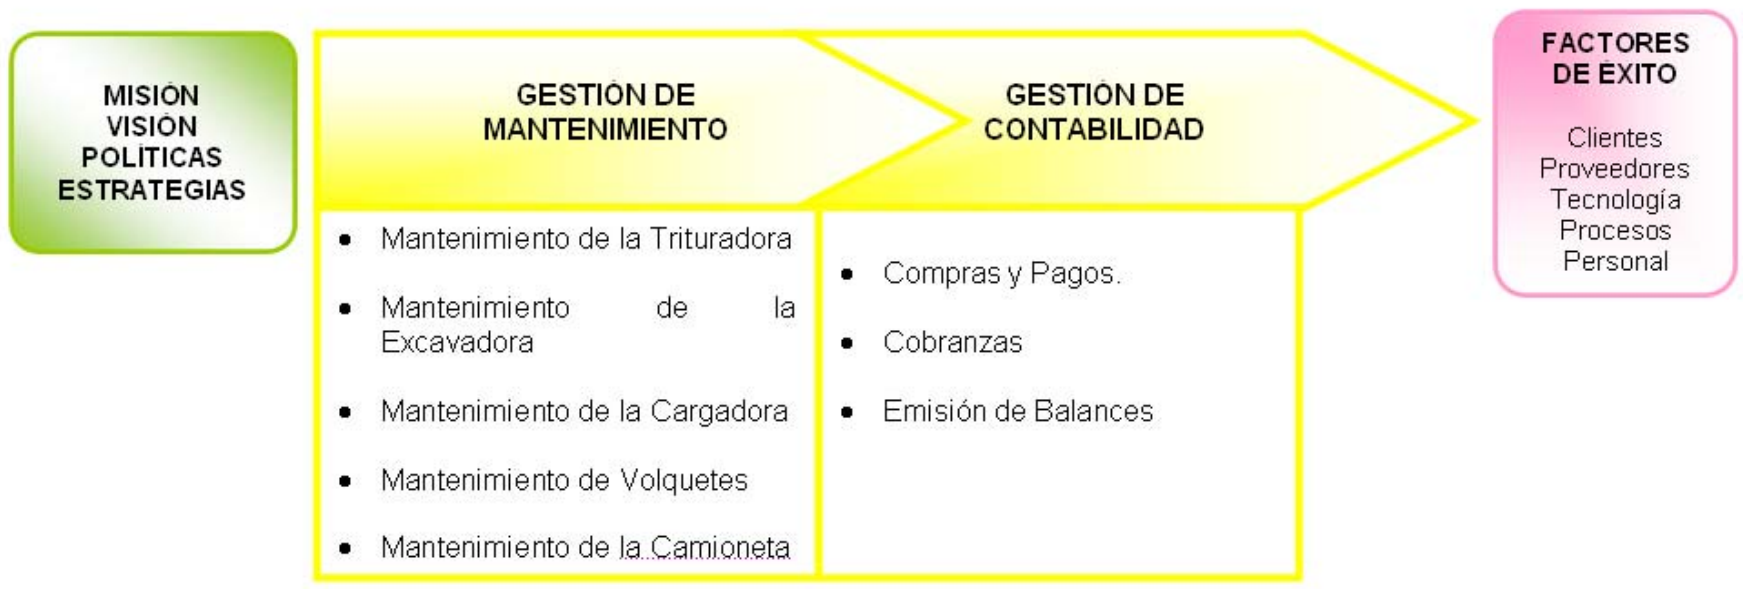 MISIÓN
VISIÓN
POLÍTICAS
ESTRATEGIAS
GESTIÓN DE
MANTENIMIENTO
GESTIÓN DE
CONTABILIDAD
FACTORES
DE ÉXITO
Clientes
Proveedores
Tecnología
Procesos
Personal
• Mantenimiento de la Trituradora
• Mantenimiento de la
Excavadora
• Mantenimiento de la Cargadora
• Mantenimiento de Volquetes
• Mantenimiento de la Camioneta
• Compras y Pagos.
• Cobranzas
• Emisión de Balances